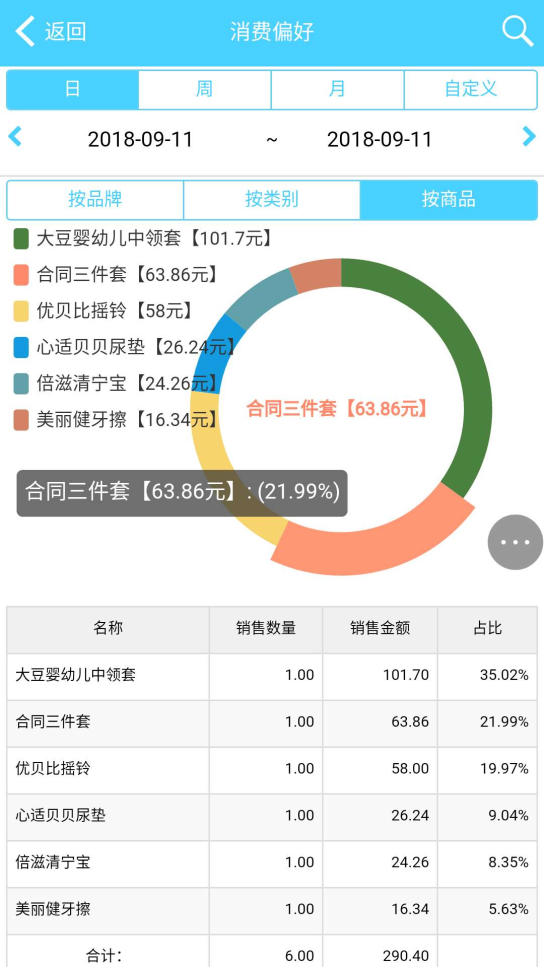 返回 消费偏好
日 周 月 自定义
2018-09-11 ~ 2018-09-11
按品牌 按类别 按商品
大豆婴幼儿中领套【101.7元】
合同三件套【63.86元】
优贝比摇铃【58元】
心适贝贝尿垫【26.24元】
倍滋清宁宝【24.26元】
美丽健牙擦【16.34元】
合同三件套【63.86元】
合同三件套【63.86元】: (21.99%)
名称 销售数量 销售金额 占比
大豆婴幼儿中领套 1.00 101.70 35.02%
合同三件套 1.00 63.86 21.99%
优贝比摇铃 1.00 58.00 19.97%
心适贝贝尿垫 1.00 26.24 9.04%
倍滋清宁宝 1.00 24.26 8.35%
美丽健牙擦 1.00 16.34 5.63%
合计: 6.00 290.40